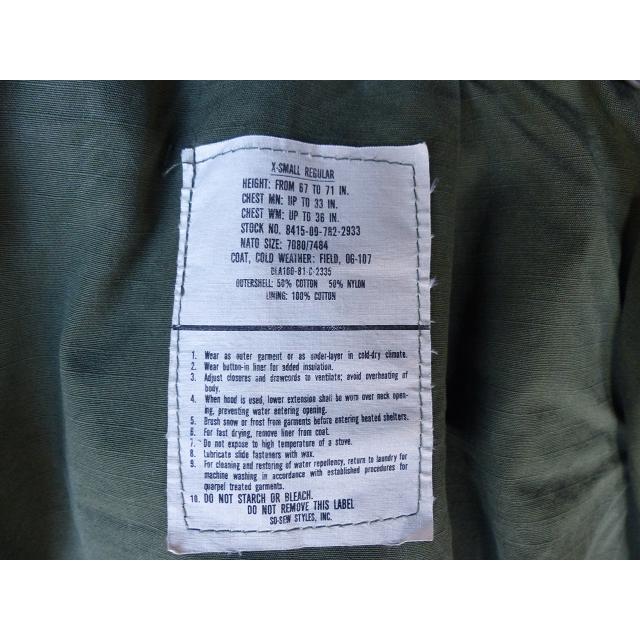 X-SMALL REGULAR
HEIGHT: FROM 67 TO 71 IN.
CHEST MN: UP TO 33 IN.
CHEST WM: UP TO 36 IN.
STOCK NO. 8415-09-782-2933
NATO SIZE: 7080/7484
COAT, COLD WEATHER: FIELD, OG-107
DLA100-81-C-2335
OUTERSHELL: 50% COTTON 50% NYLON
LINING: 100% COTTON
1. Wear as outer garment or as under-layer in cold-dry climate.
2. Wear button-in liner for added insulation.
3. Adjust closures and drawcords to ventilate; avoid overheating of
body.
4. When hood is used, lower extension shall be worn over neck open-
ing, preventing water entering opening.
5. Brush snow or frost from garments before entering heated shelters.
6. For fast drying, remove liner from coat.
7. Do not expose to high temperature of a stove.
8. Lubricate slide fasteners with wax.
9. For cleaning and restoring of water repellency, return to laundry for
machine washing in accordance with established procedures for
quarpel treated garments.
10. DO NOT STARCH OR BLEACH.
DO NOT REMOVE THIS LABEL
SO-SEW STYLES, INC.